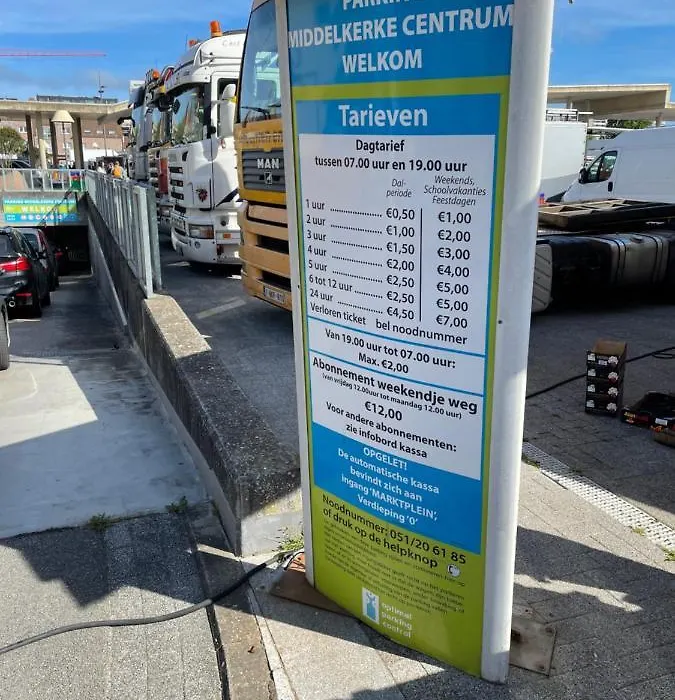 MIDDELKERKE CENTRUM
WELKOM
Tarieven
Dagtarief
tussen 07.00 uur en 19.00 uur
Dal-
periode
Weekends,
Schoolvakanties
Feestdagen
1 uur ........ €0,50 €1,00
2 uur ........ €1,00 €2,00
3 uur ........ €1,50 €3,00
4 uur ........ €2,00 €4,00
5 uur ........ €2,50 €5,00
6 tot 12 uur ........ €2,50 €5,00
24 uur ........ €4,50 €7,00
Verloren ticket bel noodnummer
Van 19.00 uur tot 07.00 uur:
Max. €2,00
Abonnement weekendje weg
(van vrijdag 12.00uur tot maandag 12.00 uur)
€12,00
Voor andere abonnementen:
zie infobord kassa
OPGELET!
De automatische kassa
bevindt zich aan
ingang 'MARKTPLEIN',
Verdieping '0'
Noodnummer: 051/20 61 85
of druk op de helpknop
optimal
parking
control
MAN
WELKOM